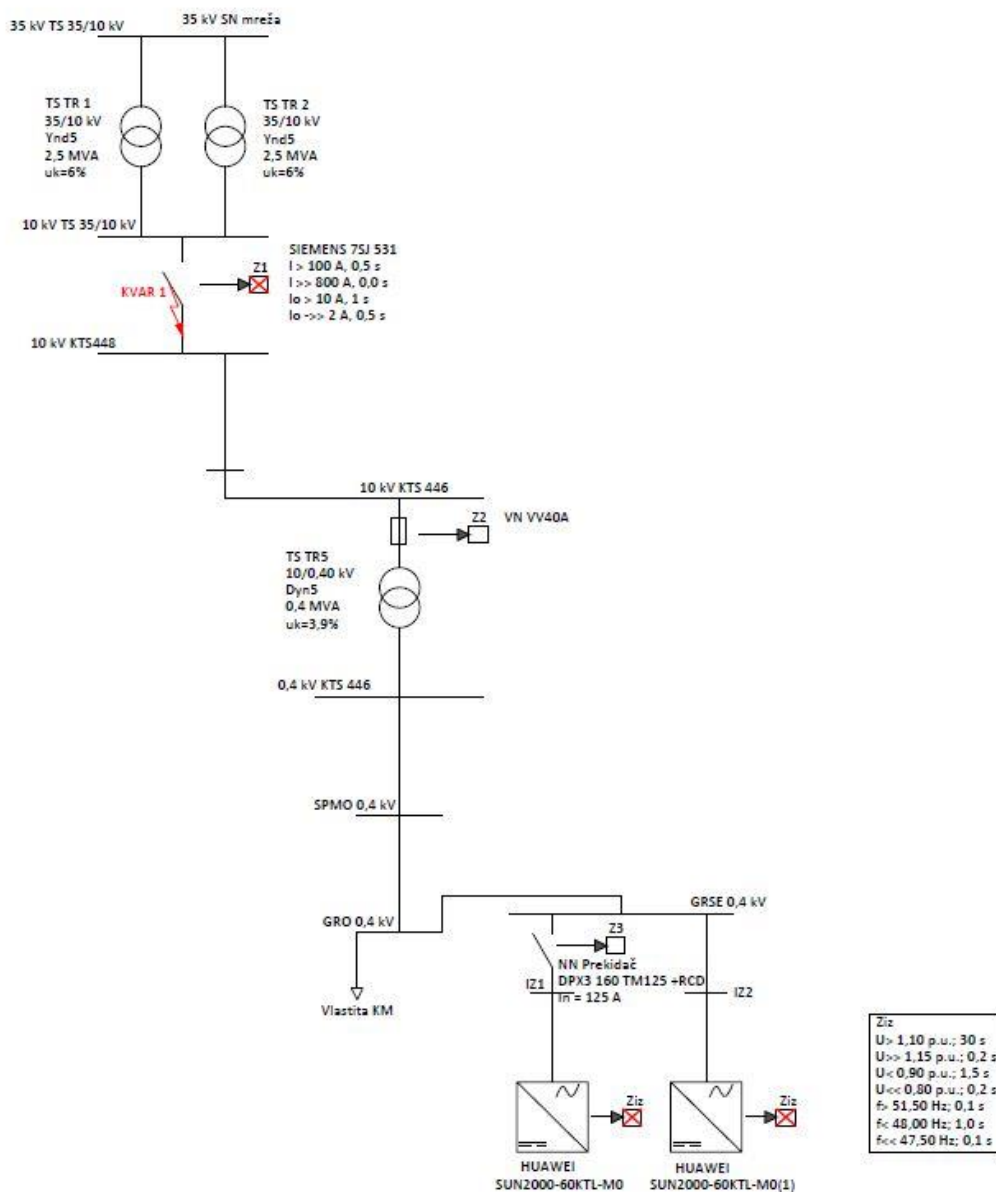 35 kV TS 35/10 kV
35 kV SN mreža
TS TR 1
35/10 kV
Ynd5
2,5 MVA
uk=6%
TS TR 2
35/10 kV
Ynd5
2,5 MVA
uk=6%
10 kV TS 35/10 kV
Z1
SIEMENS 7SJ 531
I > 100 A, 0,5 s
I >> 800 A, 0,0 s
Io > 10 A, 1 s
Io ->> 2 A, 0,5 s
KVAR 1
10 kV KTS448
10 kV KTS 446
Z2
VN VV40A
TS TR5
10/0,40 kV
Dyn5
0,4 MVA
uk=3,9%
0,4 kV KTS 446
SPMO 0,4 kV
GRO 0,4 kV
GRSE 0,4 kV
Z3
NN Prekidač
DPX3 160 TM125 +RCD
In = 125 A
IZ1
IZ2
Vlastita KM
Ziz
Ziz
HUAWEI
SUN2000-60KTL-M0
HUAWEI
SUN2000-60KTL-M0(1)
Ziz
U> 1,10 p.u.; 30 s
U>> 1,15 p.u.; 0,2 s
U< 0,90 p.u.; 1,5 s
U<< 0,80 p.u.; 0,2 s
f> 51,50 Hz; 0,1 s
f< 48,00 Hz; 1,0 s
f<< 47,50 Hz; 0,1 s